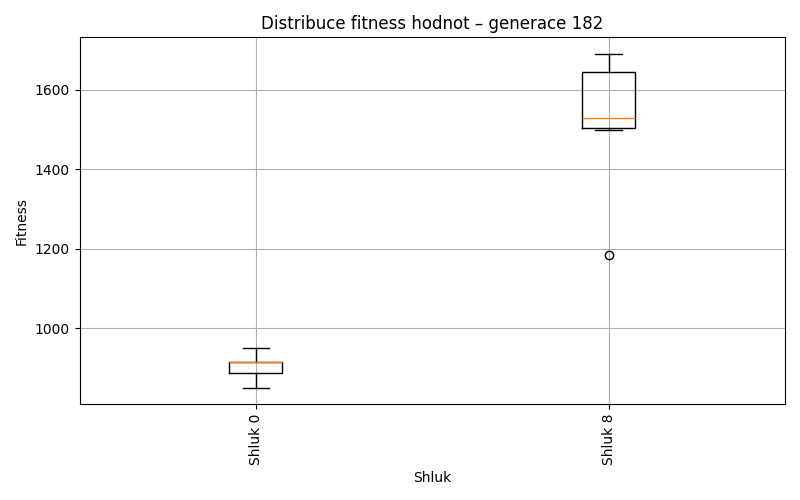 Distribuce fitness hodnot – generace 182
Fitness
1600
1400
1200
1000
Shluk 0
Shluk 8
Shluk